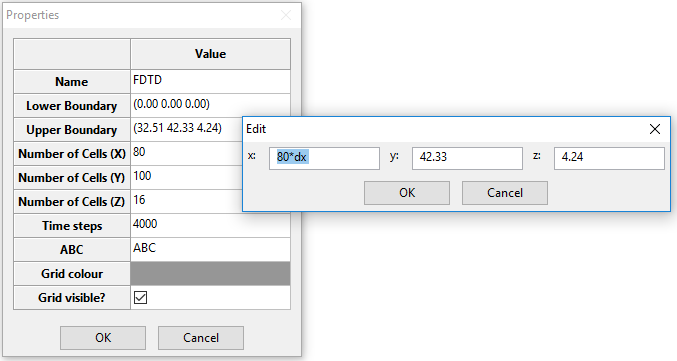 Properties
Value
Name FDTD
Lower Boundary (0.00 0.00 0.00)
Upper Boundary (32.51 42.33 4.24)
Number of Cells (X) 80
Number of Cells (Y) 100
Number of Cells (Z) 16
Time steps 4000
ABC ABC
Grid colour
Grid visible?
OK Cancel
Edit
x: 80*dx y: 42.33 z: 4.24
OK Cancel